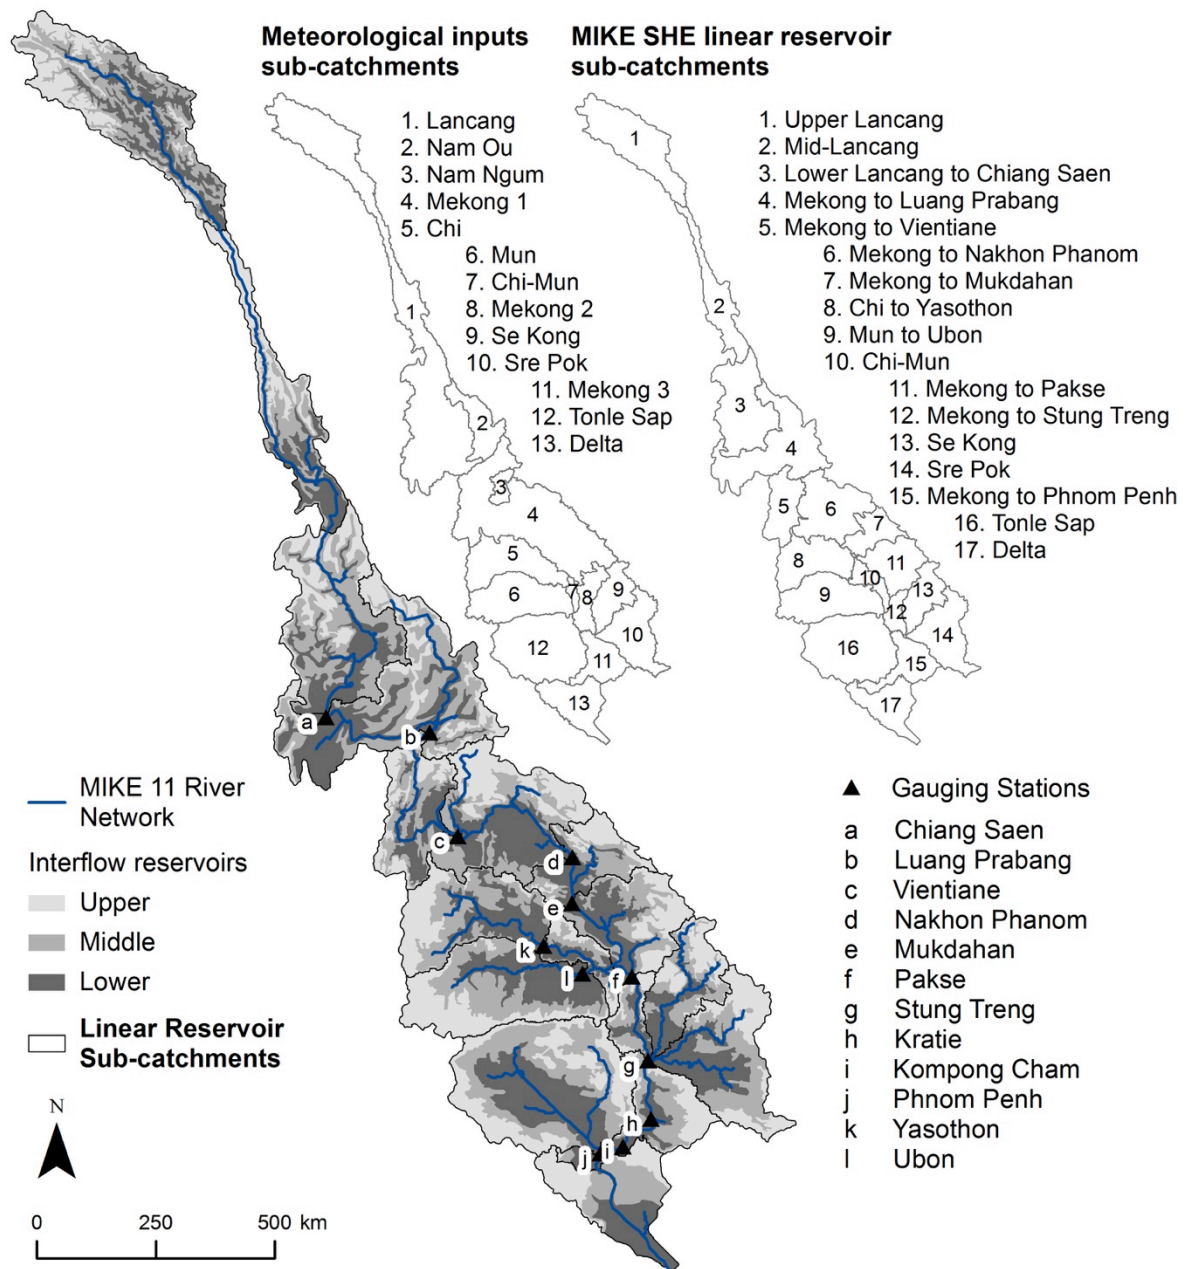 Meteorological inputs
sub-catchments
1. Lancang
2. Nam Ou
3. Nam Ngum
4. Mekong 1
5. Chi
6. Mun
7. Chi-Mun
8. Mekong 2
9. Se Kong
10. Sre Pok
11. Mekong 3
12. Tonle Sap
13. Delta
1
2
3
4
5
6
7
8
9
10
11
12
13
MIKE SHE linear reservoir
sub-catchments
1. Upper Lancang
2. Mid-Lancang
3. Lower Lancang to Chiang Saen
4. Mekong to Luang Prabang
5. Mekong to Vientiane
6. Mekong to Nakhon Phanom
7. Mekong to Mukdahan
8. Chi to Yasothon
9. Mun to Ubon
10. Chi-Mun
11. Mekong to Pakse
12. Mekong to Stung Treng
13. Se Kong
14. Sre Pok
15. Mekong to Phnom Penh
16. Tonle Sap
17. Delta
1
2
3
4
5
6
7
8
9
10
11
12
13
14
15
16
17
a
b
c
d
e
k
l
f
g
h
i
j
MIKE 11 River
Network
Interflow reservoirs
Upper
Middle
Lower
Linear Reservoir
Sub-catchments
N
0 250 500 km
Gauging Stations
a Chiang Saen
b Luang Prabang
c Vientiane
d Nakhon Phanom
e Mukdahan
f Pakse
g Stung Treng
h Kratie
i Kompong Cham
j Phnom Penh
k Yasothon
l Ubon